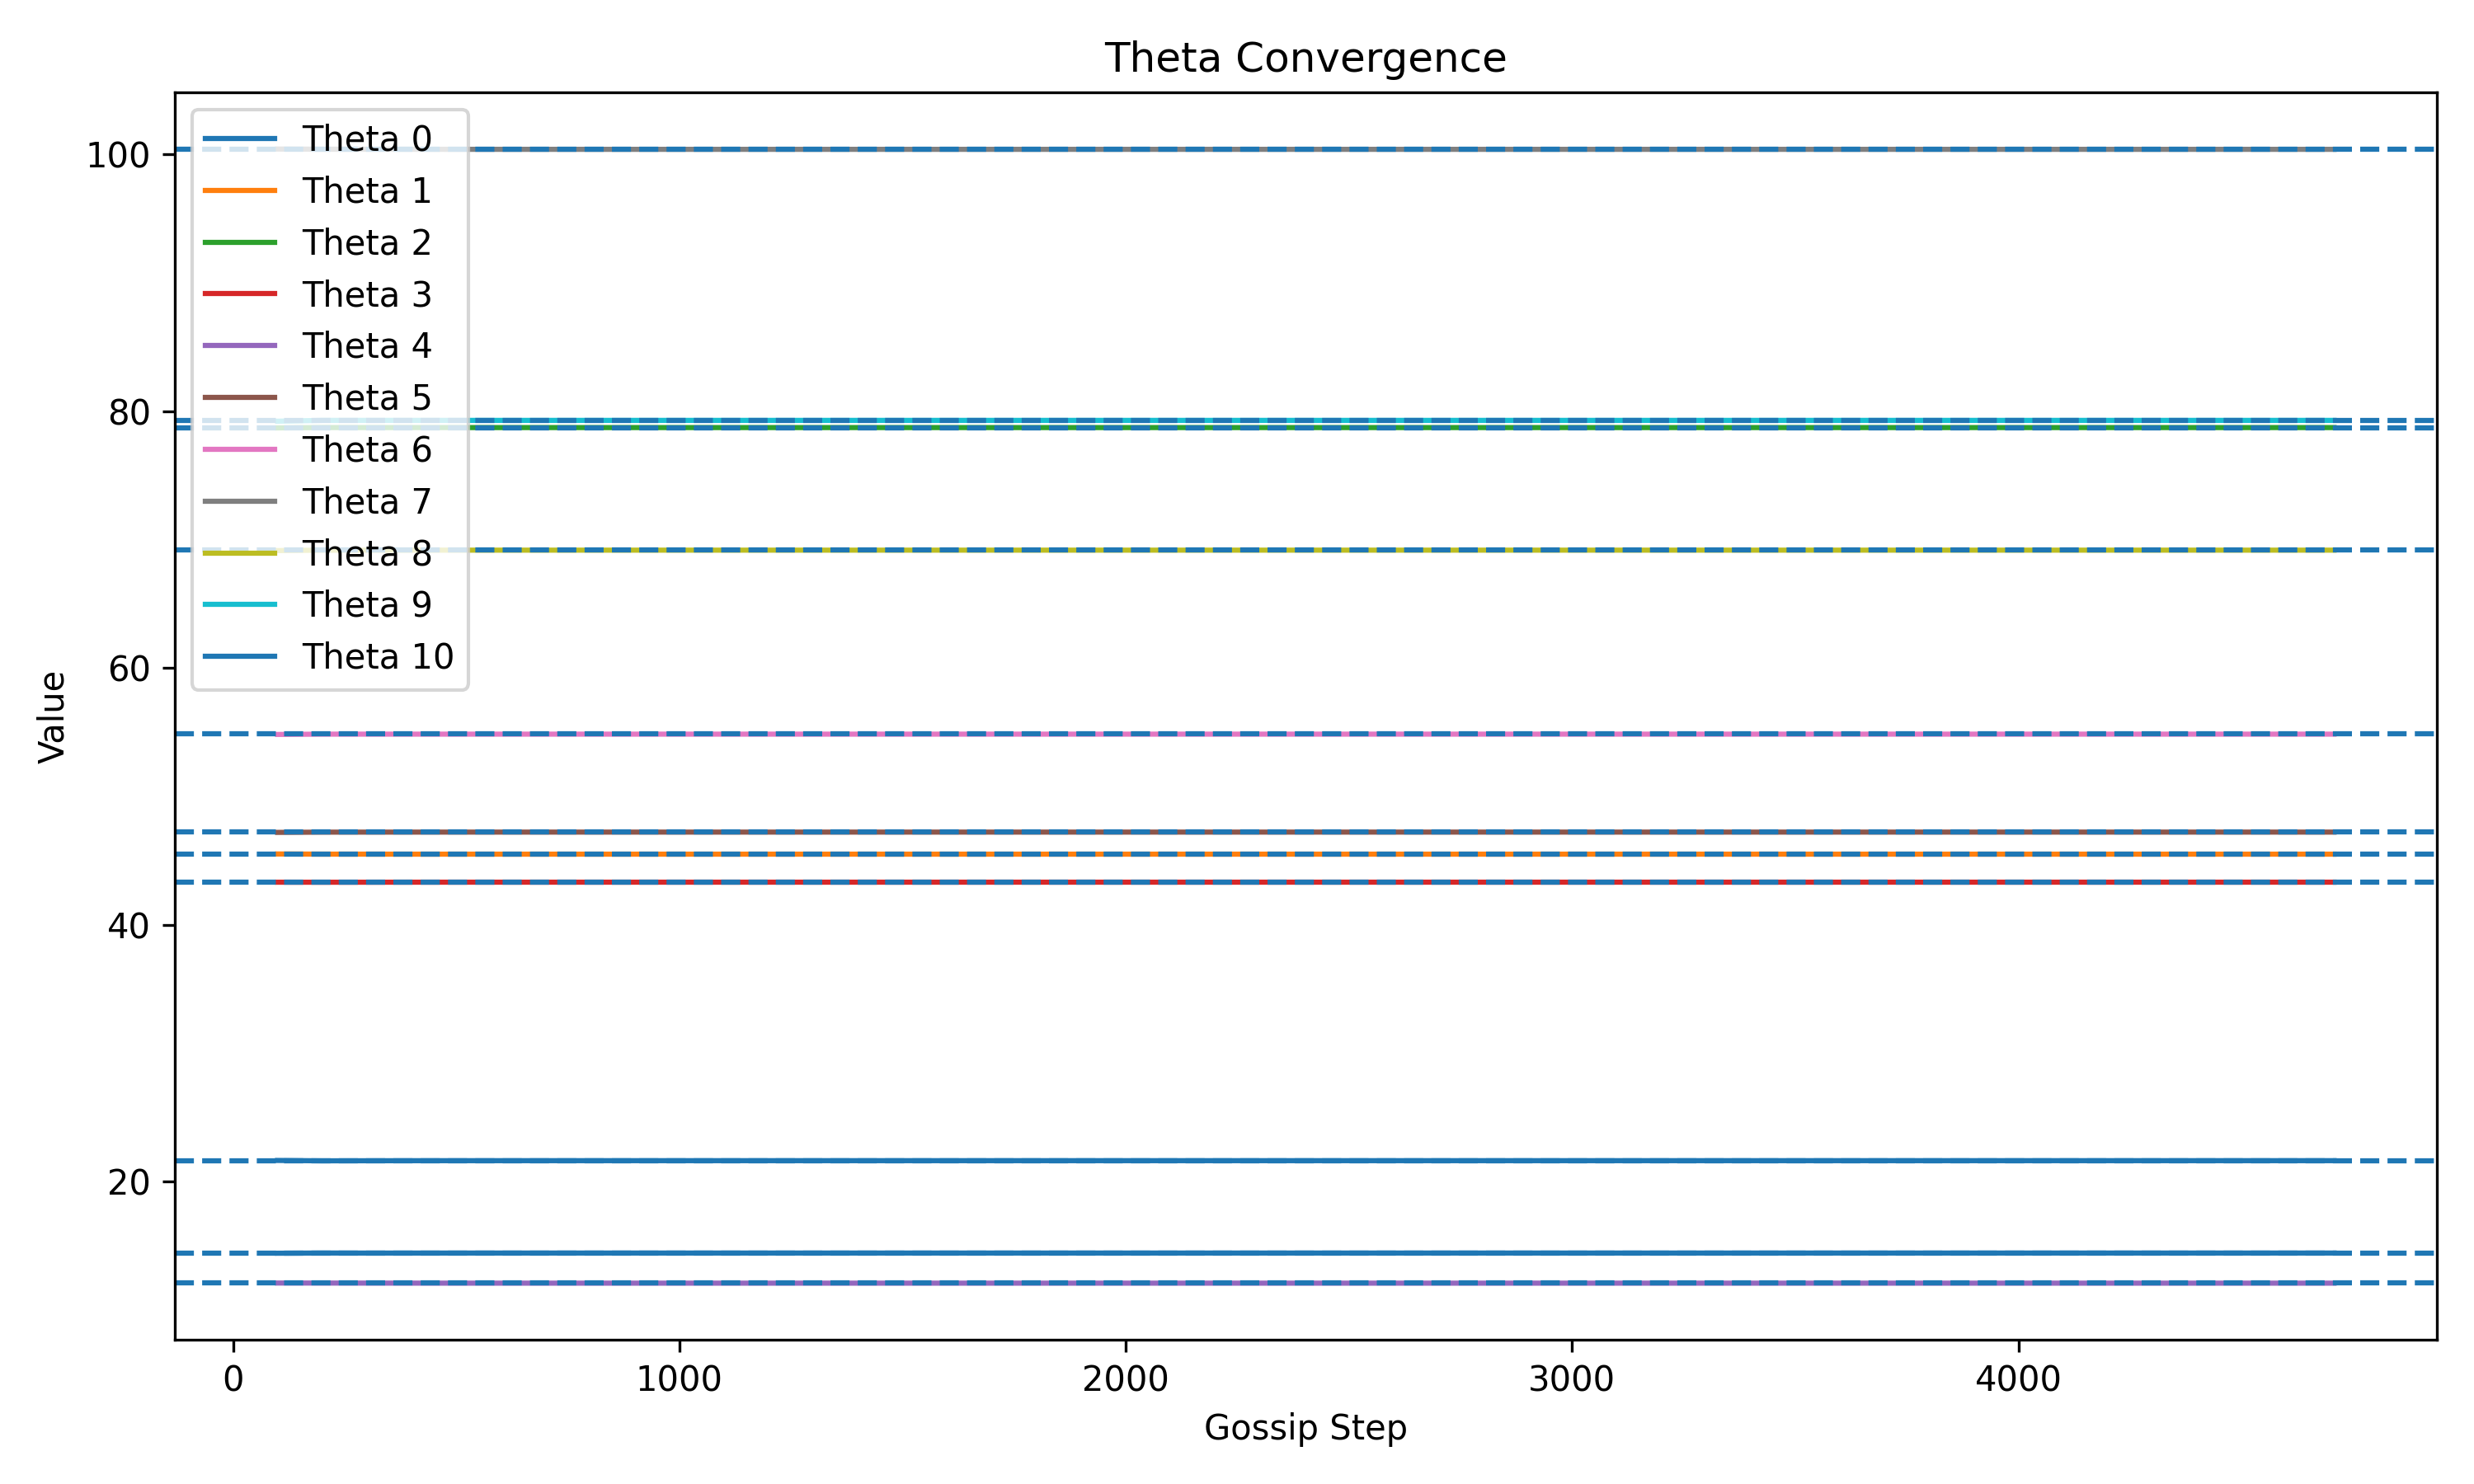 Theta Convergence
Theta 0
Theta 1
Theta 2
Theta 3
Theta 4
Theta 5
Theta 6
Theta 7
Theta 8
Theta 9
Theta 10
100
80
60
40
20
Value
0
1000
2000
3000
4000
Gossip Step